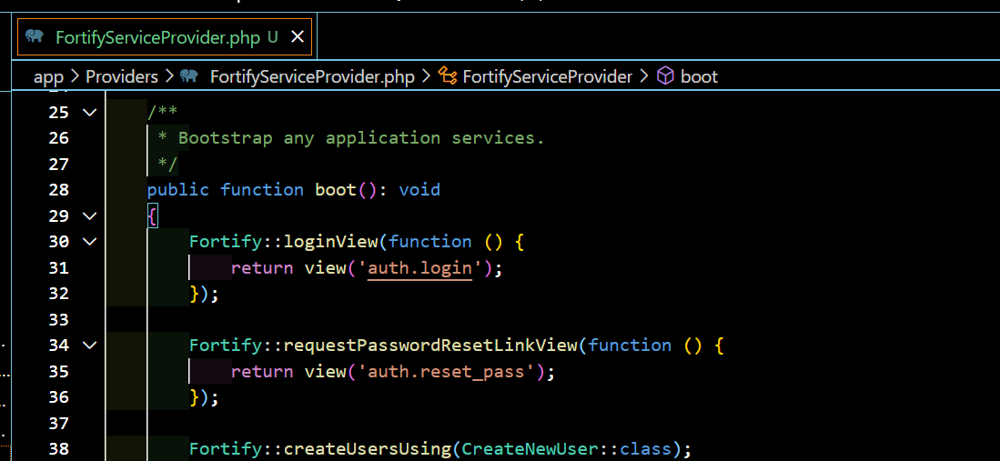 FortifyServiceProvider.php U
app > Providers > FortifyServiceProvider.php > FortifyServiceProvider > boot
25 /**
26 * Bootstrap any application services.
27 */
28 public function boot(): void
29 {
30 Fortify::loginView(function () {
31 return view('auth.login');
32 });
33
34 Fortify::requestPasswordResetLinkView(function () {
35 return view('auth.reset_pass');
36 });
37
38 Fortify::createUsersUsing(CreateNewUser::class);